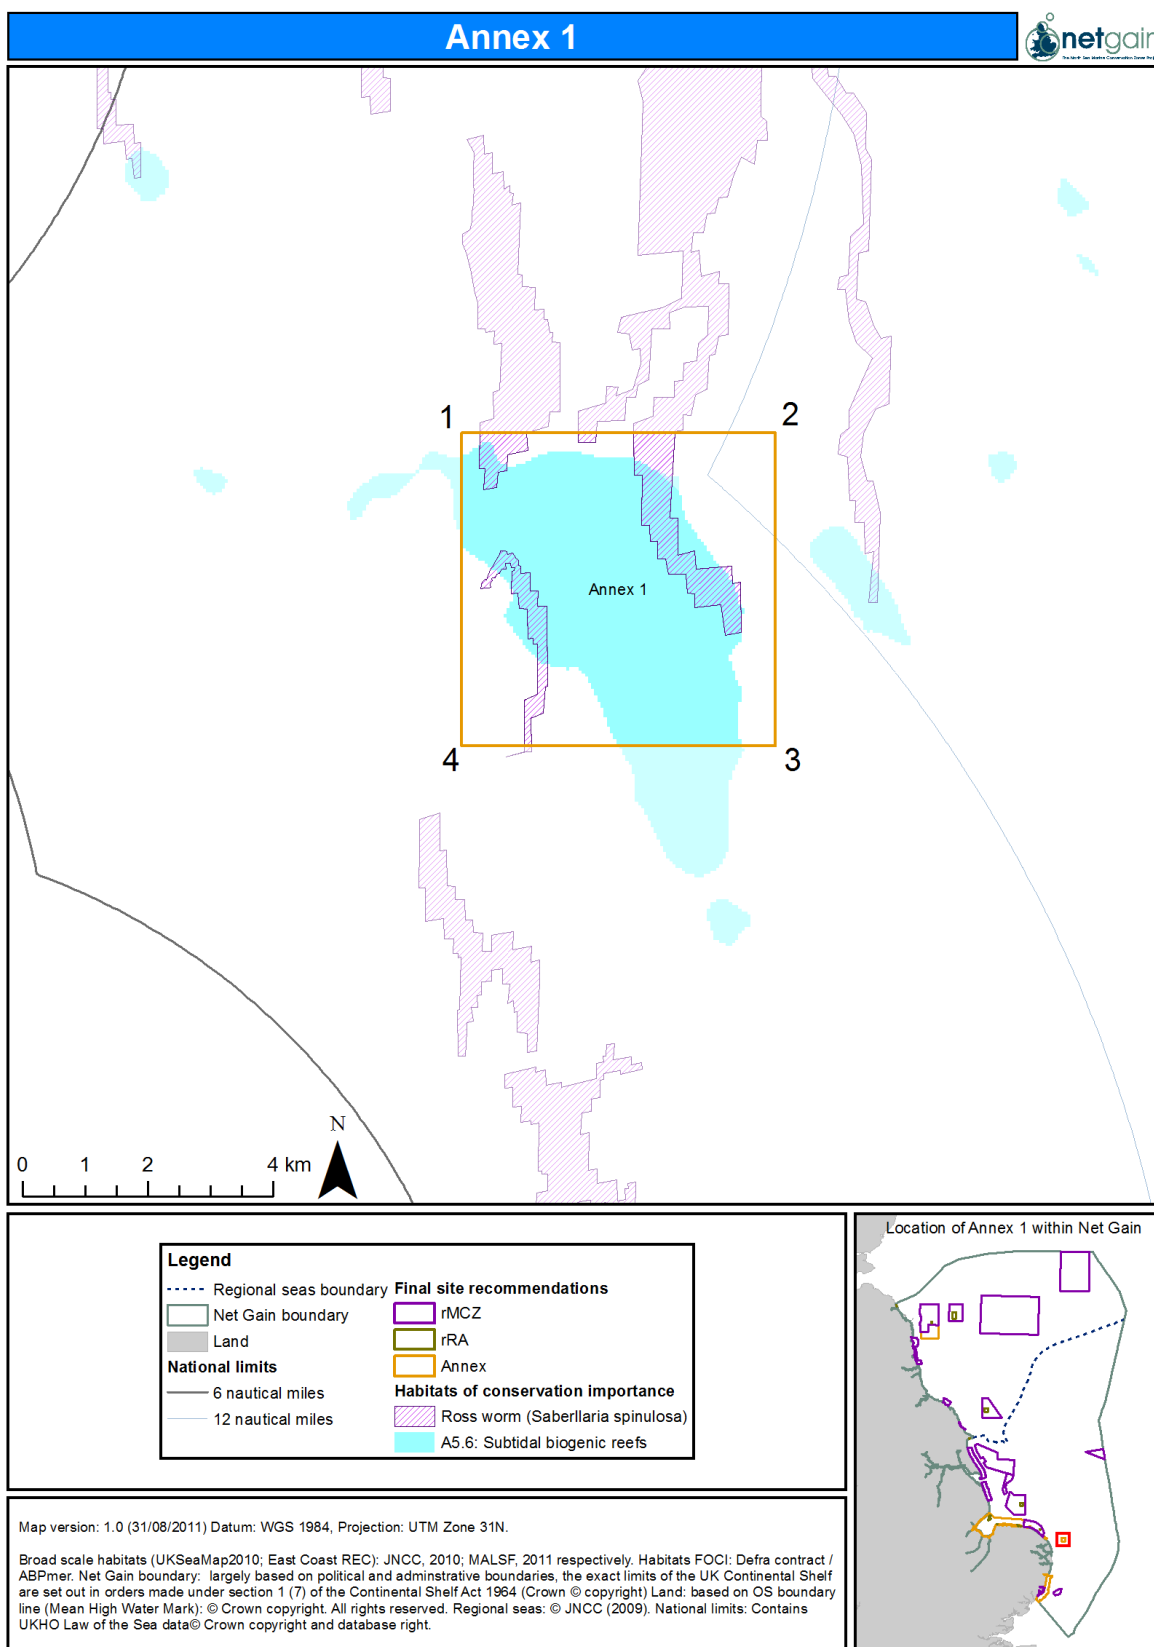 Annex 1
netgain
The North Sea Marine Conservation Zones Proj
1
2
Annex 1
4
3
N
0 1 2 4 km
Location of Annex 1 within Net Gain
Legend
Regional seas boundary
Net Gain boundary
Land
National limits
6 nautical miles
12 nautical miles
Final site recommendations
rMCZ
rRA
Annex
Habitats of conservation importance
Ross worm (Saberllaria spinulosa)
A5.6: Subtidal biogenic reefs
Map version: 1.0 (31/08/2011) Datum: WGS 1984, Projection: UTM Zone 31N.
Broad scale habitats (UKSeaMap2010; East Coast REC): JNCC, 2010; MALSF, 2011 respectively. Habitats FOCI: Defra contract /
ABPmer. Net Gain boundary: largely based on political and adminstrative boundaries, the exact limits of the UK Continental Shelf
are set out in orders made under section 1 (7) of the Continental Shelf Act 1964 (Crown © copyright) Land: based on OS boundary
line (Mean High Water Mark): © Crown copyright. All rights reserved. Regional seas: © JNCC (2009). National limits: Contains
UKHO Law of the Sea data© Crown copyright and database right.